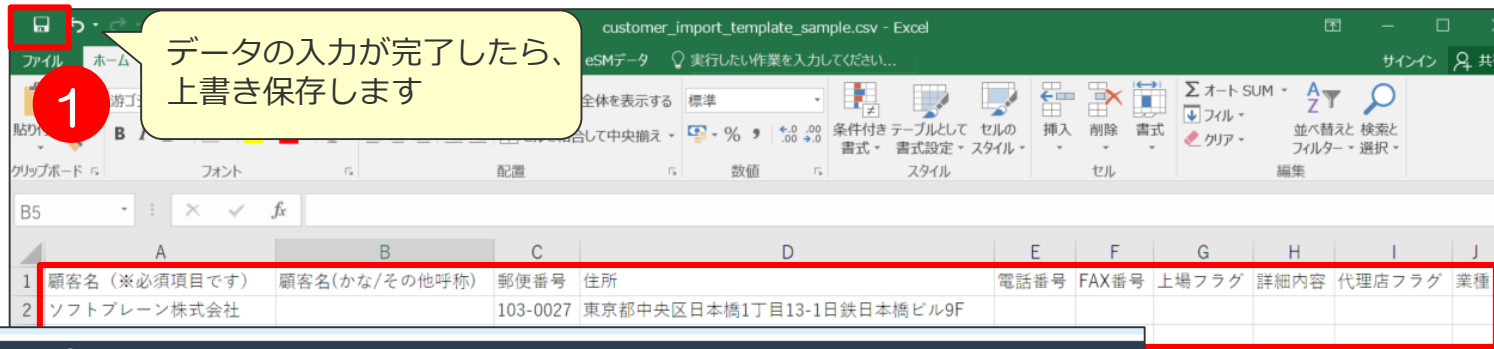 customer_import_template_sample.csv - Excel
データの入力が完了したら、
上書き保存します
1
ファイル ホーム eSMデータ 実行したい作業を入力してください... サインイン
全体を表示する 標準 オート SUM
フィル
B % 条件付き テーブルとして セルの 挿入 削除 書式 クリア 並べ替えと 検索と
書式 書式設定 スタイル フィルター 選択
クリップボード フォント 配置 数値 スタイル セル 編集
B5 fx
A B C D E F G H I J
1 顧客名（※必須項目です） 顧客名(かな/その他呼称) 郵便番号 住所 電話番号 FAX番号 上場フラグ 詳細内容 代理店フラグ 業種
2 ソフトブレーン株式会社 103-0027 東京都中央区日本橋1丁目13-1日鉄日本橋ビル9F